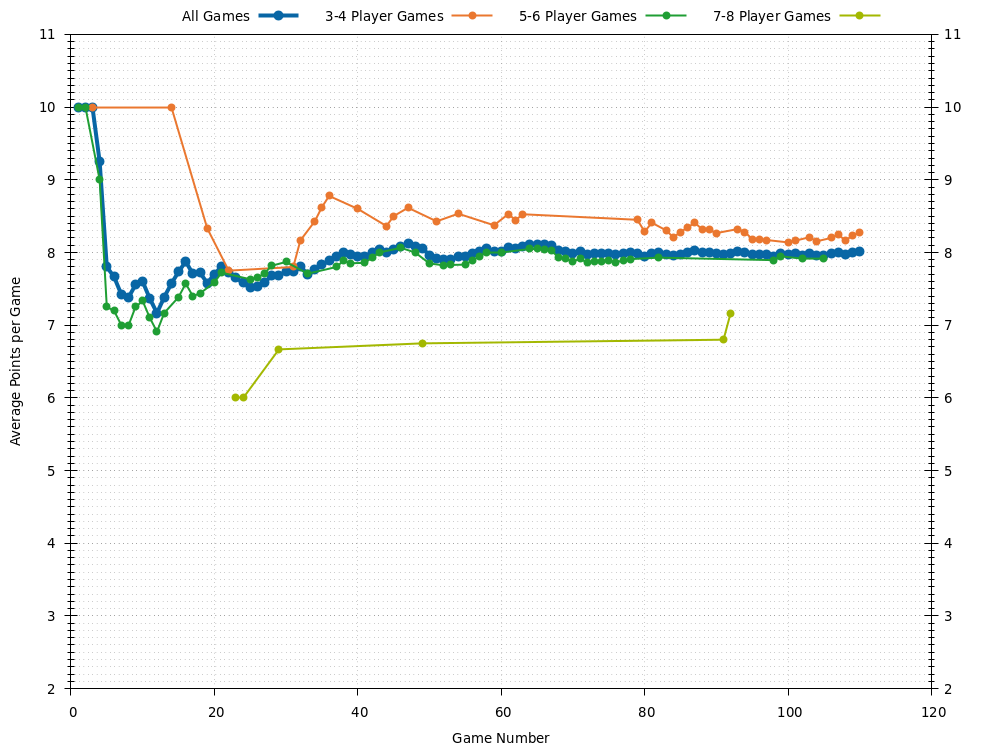 All Games 3-4 Player Games 5-6 Player Games 7-8 Player Games
11 11
10 10
9 9
8 8
7 7
6 6
5 5
4 4
3 3
2 2
Average Points per Game
0 20 40 60 80 100 120
Game Number